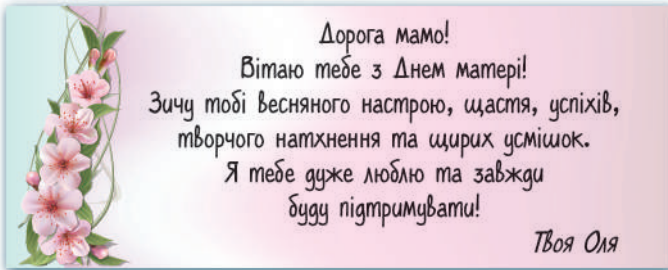 Дорога мамо!
Вітаю тебе з Днем матері!
Зичу тобі весняного настрою, щастя, успіхів,
творчого натхнення та щирих усмішок.
Я тебе дуже люблю та завжди
буду підтримувати!
Твоя Оля